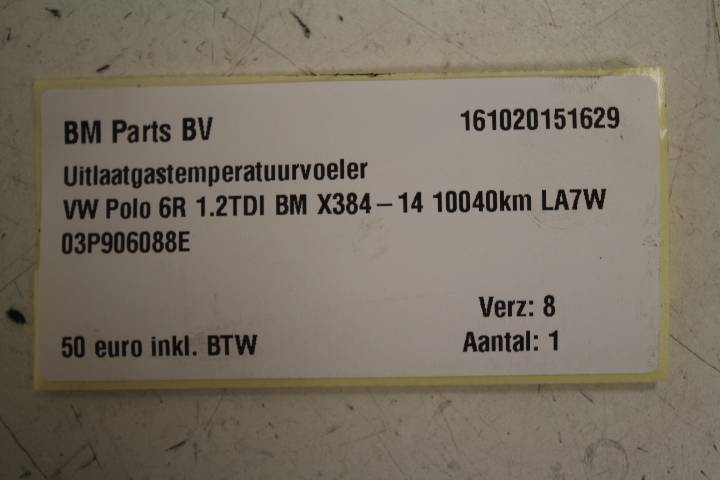 BM Parts BV 161020151629
Uitlaatgastemperatuurvoeler
VW Polo 6R 1.2TDI BM X384-14 10040km LA7W
03P906088E
Verz: 8
50 euro inkl. BTW Aantal: 1